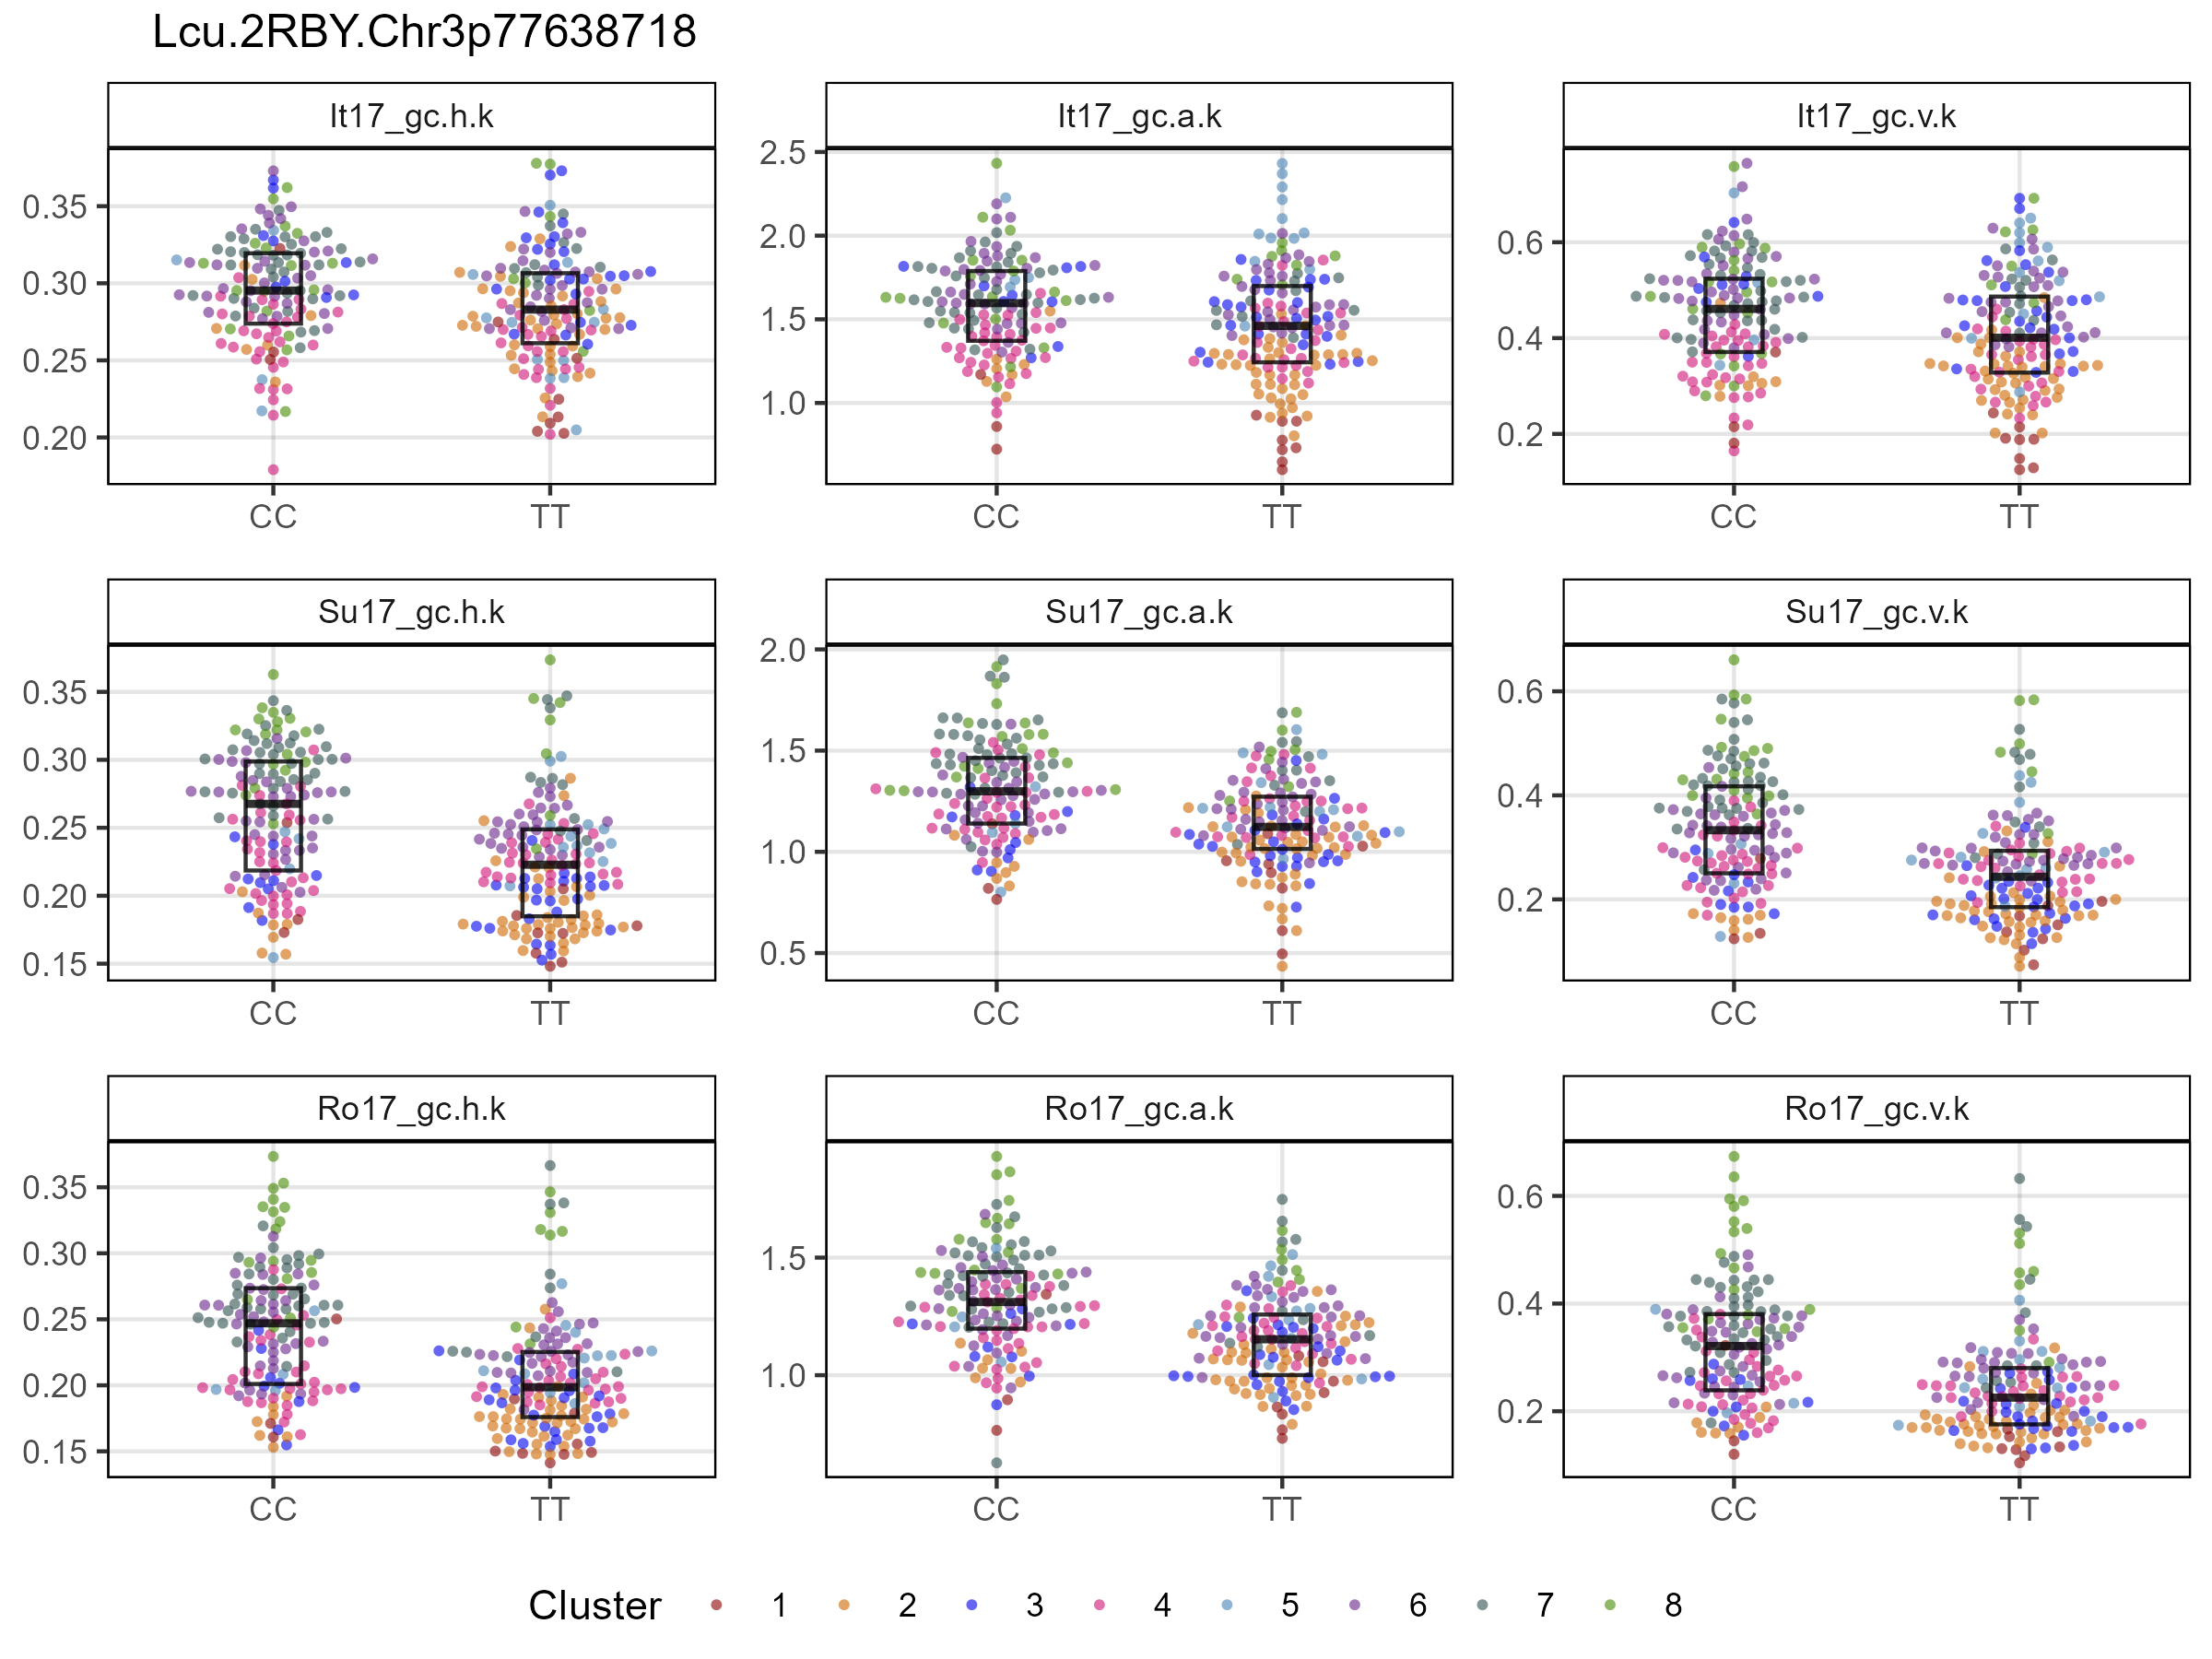 Lcu.2RBY.Chr3p77638718
It17_gc.h.k
It17_gc.a.k
It17_gc.v.k
0.35
0.30
0.25
0.20
CC TT
2.5
2.0
1.5
1.0
CC TT
0.6
0.4
0.2
CC TT
Su17_gc.h.k
Su17_gc.a.k
Su17_gc.v.k
0.35
0.30
0.25
0.20
0.15
CC TT
2.0
1.5
1.0
0.5
CC TT
0.6
0.4
0.2
CC TT
Ro17_gc.h.k
Ro17_gc.a.k
Ro17_gc.v.k
0.35
0.30
0.25
0.20
0.15
CC TT
1.5
1.0
CC TT
0.6
0.4
0.2
CC TT
Cluster 1 2 3 4 5 6 7 8